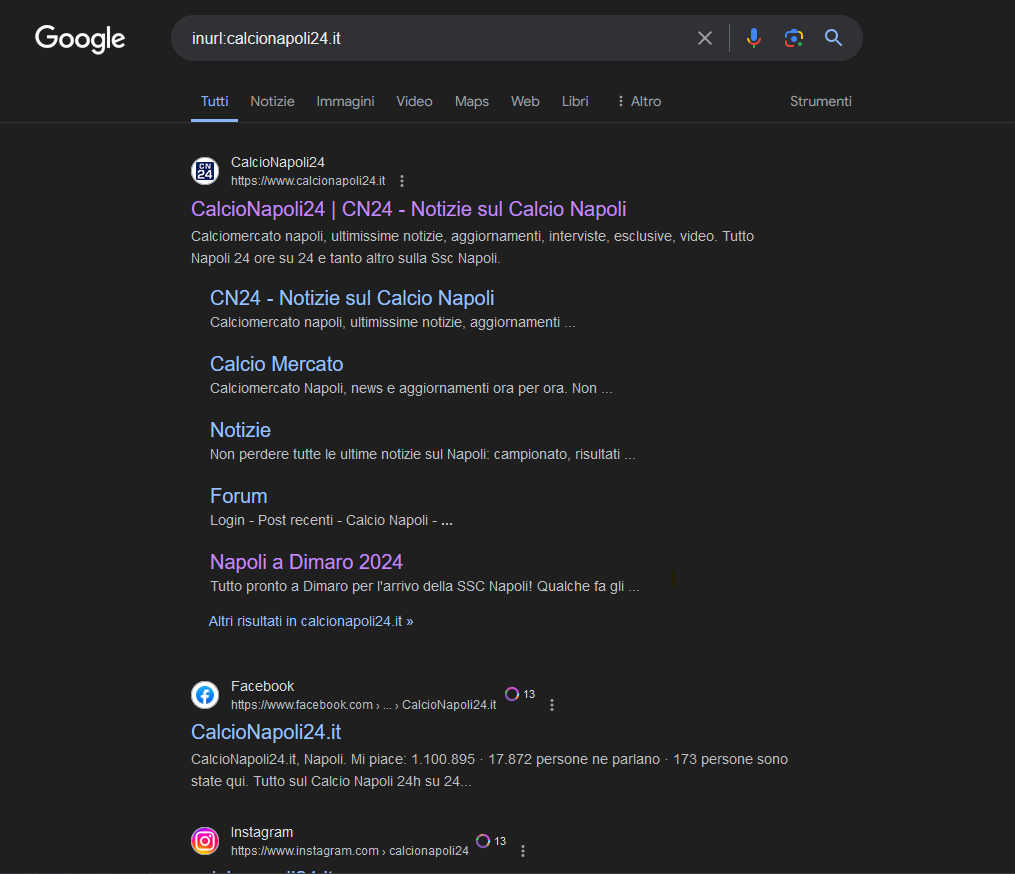 Google
inurl:calcionapoli24.it
Tutti Notizie Immagini Video Maps Web Libri Altro Strumenti
CN
24
CalcioNapoli24
https://www.calcionapoli24.it
CalcioNapoli24 | CN24 - Notizie sul Calcio Napoli
Calciomercato napoli, ultimissime notizie, aggiornamenti, interviste, esclusive, video. Tutto
Napoli 24 ore su 24 e tanto altro sulla Ssc Napoli.
CN24 - Notizie sul Calcio Napoli
Calciomercato napoli, ultimissime notizie, aggiornamenti ...
Calcio Mercato
Calciomercato Napoli, news e aggiornamenti ora per ora. Non ...
Notizie
Non perdere tutte le ultime notizie sul Napoli: campionato, risultati ...
Forum
Login - Post recenti - Calcio Napoli - ...
Napoli a Dimaro 2024
Tutto pronto a Dimaro per l'arrivo della SSC Napoli! Qualche fa gli ...
Altri risultati in calcionapoli24.it »
Facebook
https://www.facebook.com › ... › CalcioNapoli24.it 13
CalcioNapoli24.it
CalcioNapoli24.it, Napoli. Mi piace: 1.100.895 · 17.872 persone ne parlano · 173 persone sono
state qui. Tutto sul Calcio Napoli 24h su 24...
Instagram
https://www.instagram.com › calcionapoli24 13